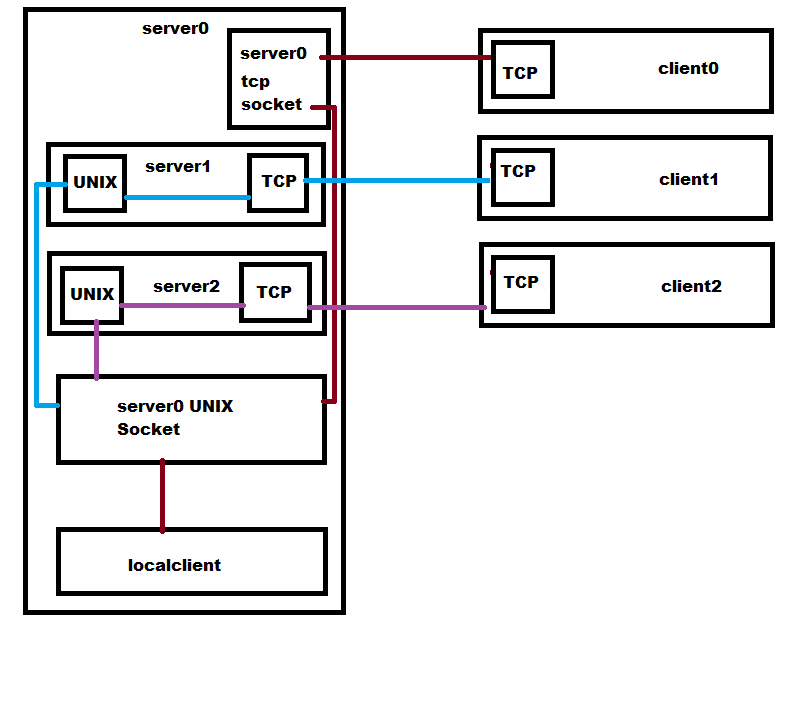 server0
server0
tcp
socket
TCP
client0
UNIX
server1
TCP
TCP
client1
UNIX
server2
TCP
TCP
client2
server0 UNIX
Socket
localclient